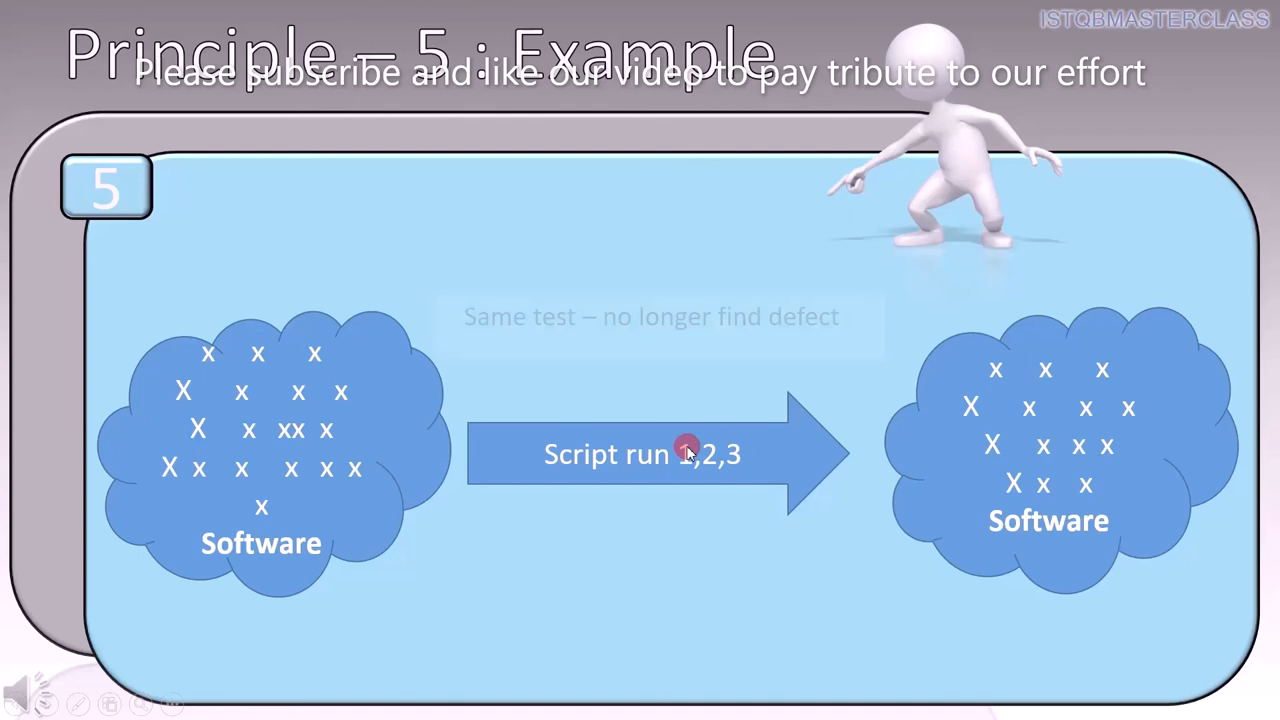 ISTQBMASTERCLASS
Principle – 5 : Example
Please subscribe and like our video to pay tribute to our effort
5
Same test – no longer find defect
x x x
X x x x
X x xx x
X x x x x x
x
Software
Script run 1,2,3
x x x
X x x x
X x x x
X x x
Software